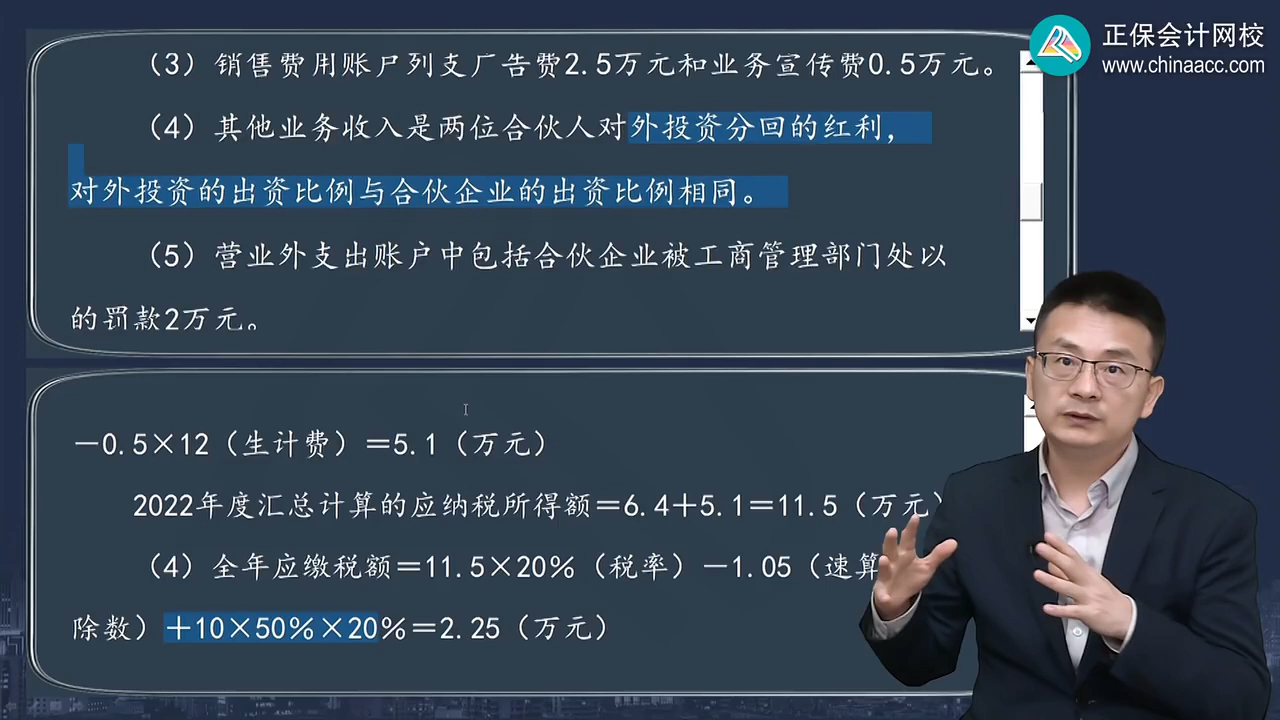 正保会计网校
www.chinaacc.com
（3）销售费用账户列支广告费2.5万元和业务宣传费0.5万元。
（4）其他业务收入是两位合伙人对外投资分回的红利，
对外投资的出资比例与合伙企业的出资比例相同。
（5）营业外支出账户中包括合伙企业被工商管理部门处以
的罚款2万元。
－0.5×12（生计费）＝5.1（万元）
2022年度汇总计算的应纳税所得额＝6.4＋5.1＝11.5（万元）
（4）全年应缴税额＝11.5×20%（税率）－1.05（速算
除数）＋10×50%×20%＝2.25（万元）